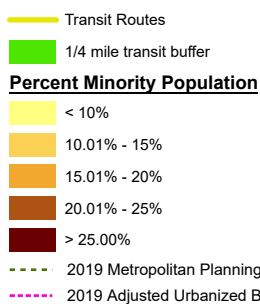 Transit Routes
1/4 mile transit buffer
Percent Minority Population
< 10%
10.01% - 15%
15.01% - 20%
20.01% - 25%
> 25.00%
2019 Metropolitan Planning
2019 Adjusted Urbanized B